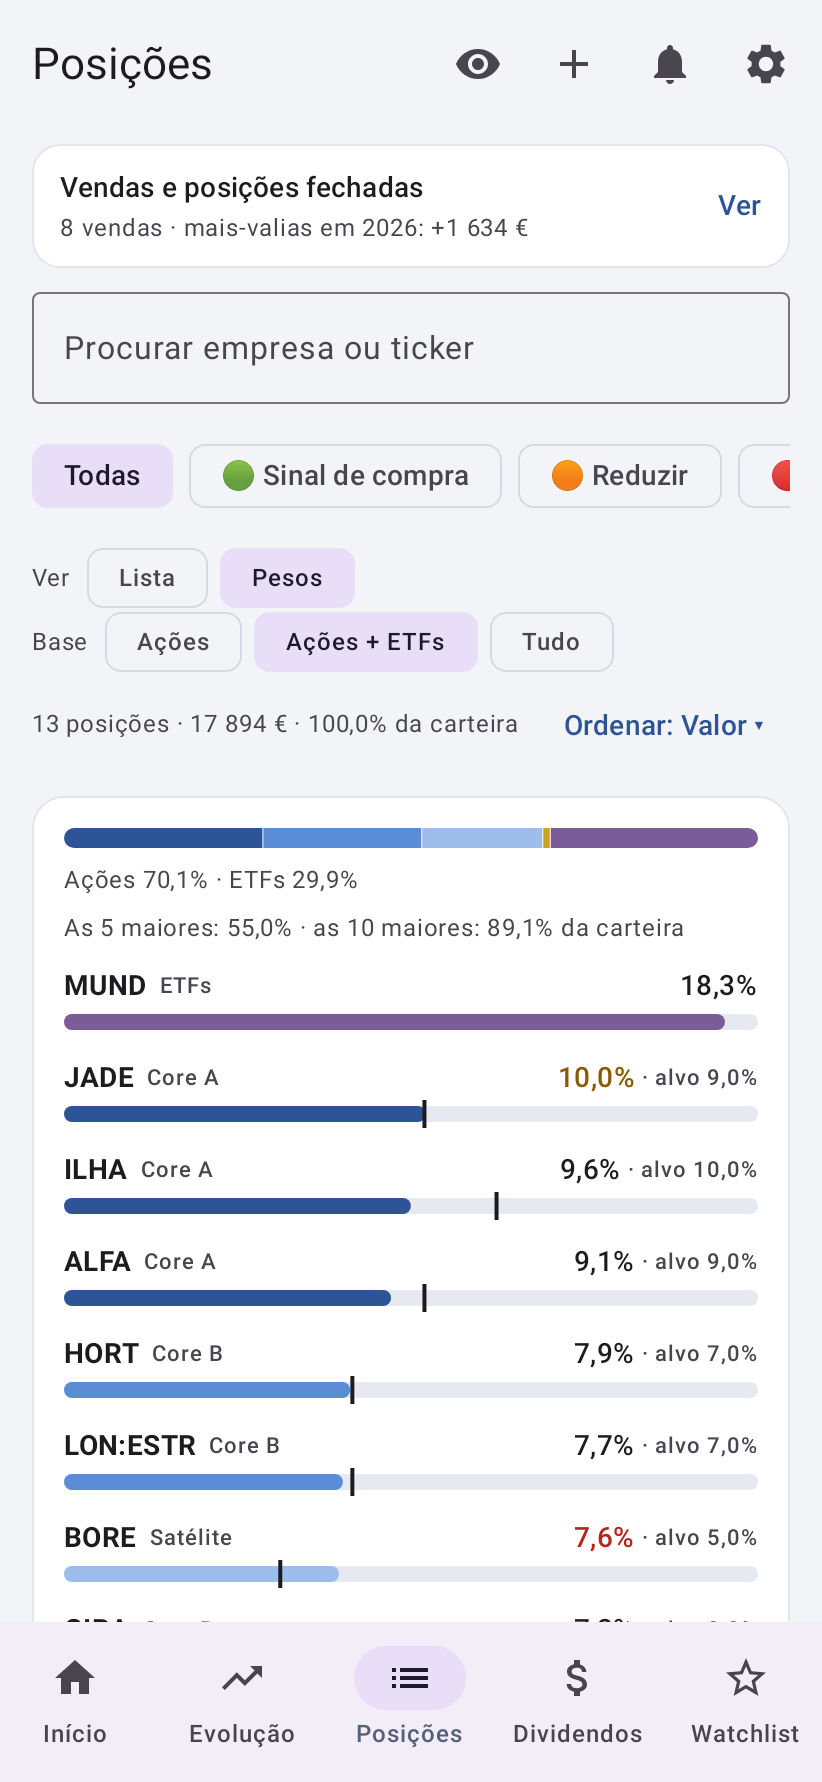 Posições
Vendas e posições fechadas
8 vendas · mais-valias em 2026: +1 634 €
Ver
Procurar empresa ou ticker
Todas
Sinal de compra
Reduzir
Ver
Lista
Pesos
Base
Ações
Ações + ETFs
Tudo
13 posições · 17 894 € · 100,0% da carteira
Ordenar: Valor ▾
Ações 70,1% · ETFs 29,9%
As 5 maiores: 55,0% · as 10 maiores: 89,1% da carteira
MUND ETFs 18,3%
JADE Core A 10,0% · alvo 9,0%
ILHA Core A 9,6% · alvo 10,0%
ALFA Core A 9,1% · alvo 9,0%
HORT Core B 7,9% · alvo 7,0%
LON:ESTR Core B 7,7% · alvo 7,0%
BORE Satélite 7,6% · alvo 5,0%
Início
Evolução
Posições
Dividendos
Watchlist